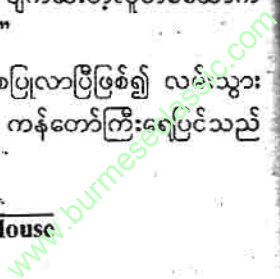 ”
စပြုလာပြီဖြစ်၍ လမ်းသွား
ကန်တော်ကြီးရေပြင်သည်
House
www.burmeseclassic.com